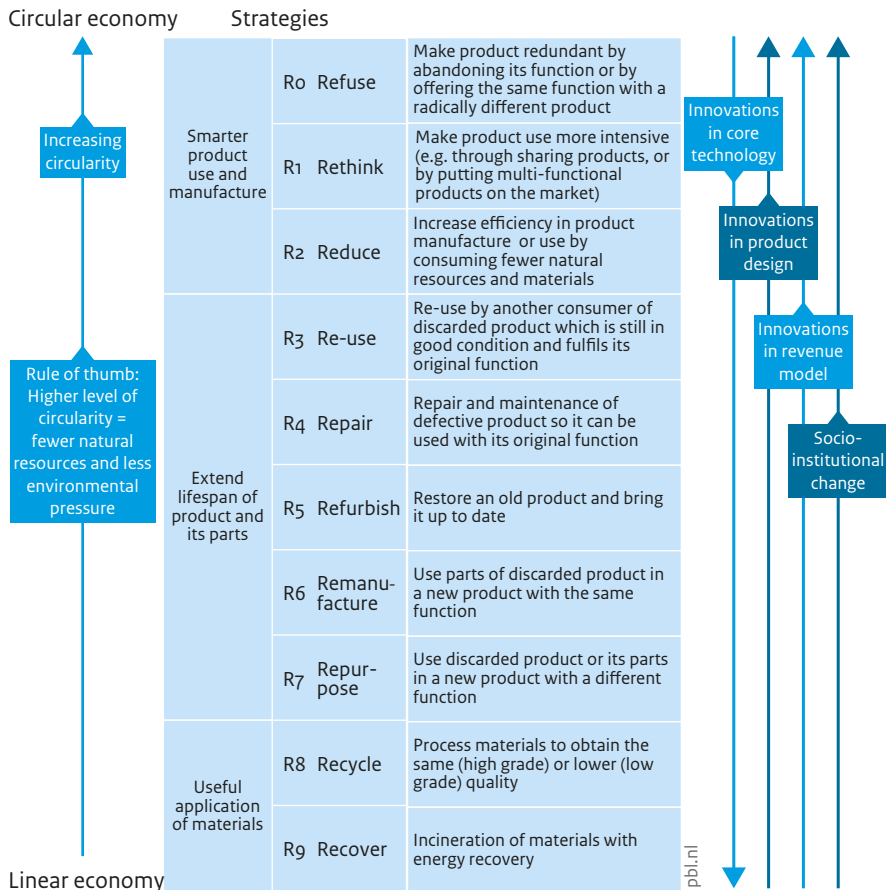 Circular economy
Strategies
Increasing
circularity
Rule of thumb:
Higher level of
circularity =
fewer natural
resources and less
environmental
pressure
Linear economy
Smarter
product
use and
manufacture
R0 Refuse
Make product redundant by
abandoning its function or by
offering the same function with a
radically different product
R1 Rethink
Make product use more intensive
(e.g. through sharing products, or
by putting multi-functional
products on the market)
R2 Reduce
Increase efficiency in product
manufacture or use by
consuming fewer natural
resources and materials
Extend
lifespan of
product and
its parts
R3 Re-use
Re-use by another consumer of
discarded product which is still in
good condition and fulfils its
original function
R4 Repair
Repair and maintenance of
defective product so it can be
used with its original function
R5 Refurbish
Restore an old product and bring
it up to date
R6 Remanu-
facture
Use parts of discarded product in
a new product with the same
function
R7 Repur-
pose
Use discarded product or its parts
in a new product with a different
function
Useful
application
of materials
R8 Recycle
Process materials to obtain the
same (high grade) or lower (low
grade) quality
R9 Recover
Incineration of materials with
energy recovery
Innovations
in core
technology
Innovations
in product
design
Innovations
in revenue
model
Socio-
institutional
change
pbl.nl